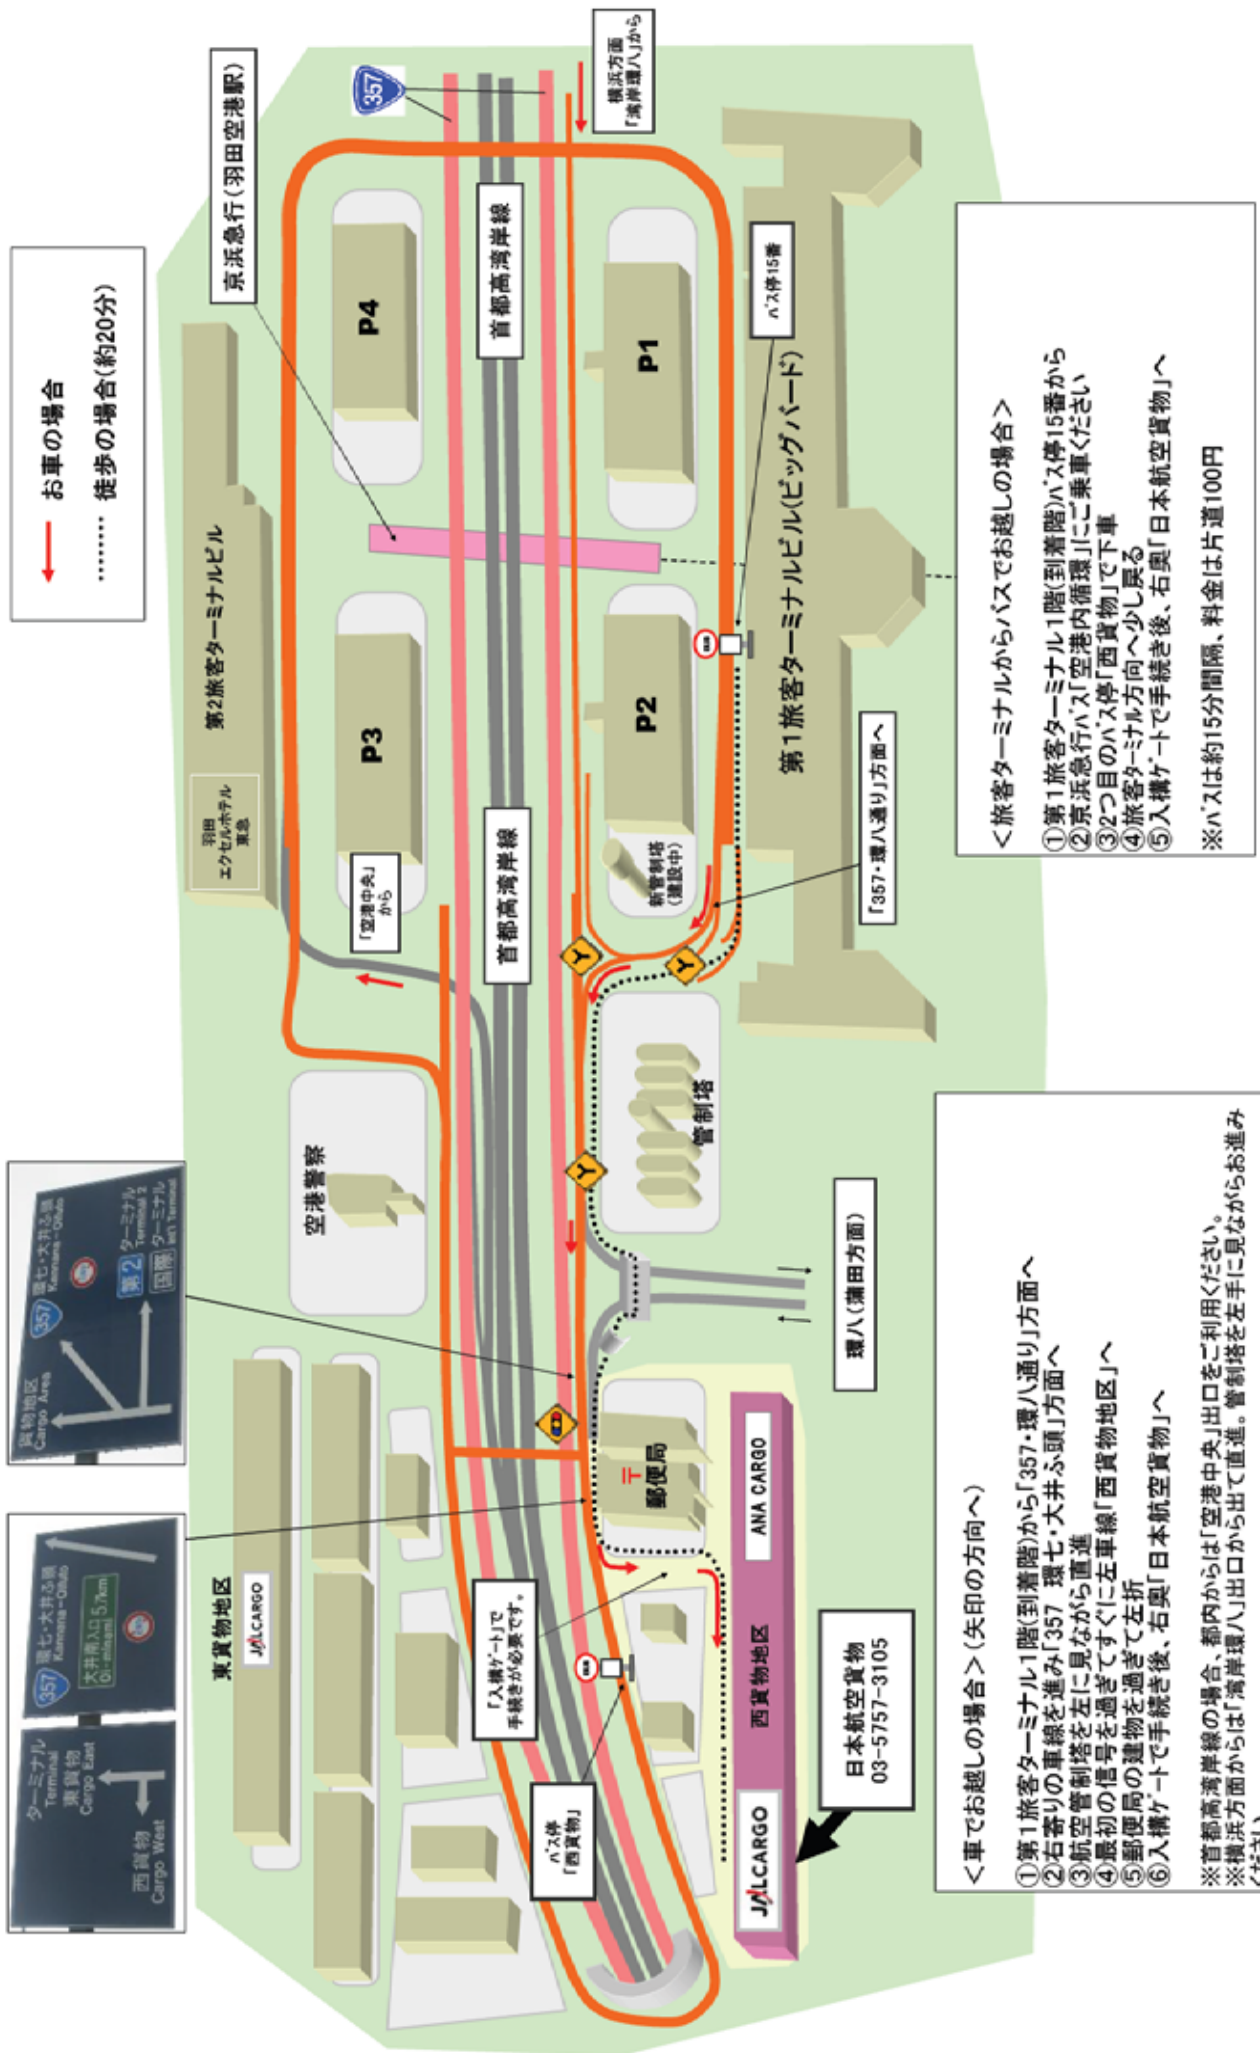 お車の場合
徒歩の場合(約20分)
貨物地区
Cargo Area
357
環七・大井ふ頭
Kannana-Oifuto
第2
ターミナル
Terminal 2
国際
ターミナル
Int'l Terminal
ターミナル
Terminal
東貨物
Cargo East
西貨物
Cargo West
357
環七・大井ふ頭
Kannana-Oifuto
大井南入口 5.7km
Oi-minami
京浜急行(羽田空港駅)
357
横浜方面
「湾岸環八」から
第2旅客ターミナルビル
羽田
エクセルホテル
東急
P4
P3
首都高湾岸線
首都高湾岸線
「空港中央」
から
P1
P2
新管制塔
(建設中)
バス停15番
第1旅客ターミナルビル(ビッグバード)
「357・環八通り」方面へ
空港警察
管制塔
環八(蒲田方面)
東貨物地区
JALCARGO
〒
郵便局
「入構ゲート」で
手続きが必要です。
バス停
「西貨物」
ANA CARGO
西貨物地区
JALCARGO
日本航空貨物
03-5757-3105
<車でお越しの場合>(矢印の方向へ)
①第1旅客ターミナル1階(到着階)から「357・環八通り」方面へ
②右寄りの車線を進み「357 環七・大井ふ頭」方面へ
③航空管制塔を左に見ながら直進
④最初の信号を過ぎてすぐに左車線「西貨物地区」へ
⑤郵便局の建物を過ぎて左折
⑥入構ゲートで手続き後、右奥「日本航空貨物」へ
※首都高湾岸線の場合、都内からは「空港中央」出口をご利用ください。
※横浜方面からは「湾岸環八」出口から出て直進。管制塔を左手に見ながらお進み
ください
<旅客ターミナルからバスでお越しの場合>
①第1旅客ターミナル1階(到着階)バス停15番から
②京浜急行バス「空港内循環」にご乗車ください
③2つ目のバス停「西貨物」で下車
④旅客ターミナル方向へ少し戻る
⑤入構ゲートで手続き後、右奥「日本航空貨物」へ
※バスは約15分間隔、料金は片道100円